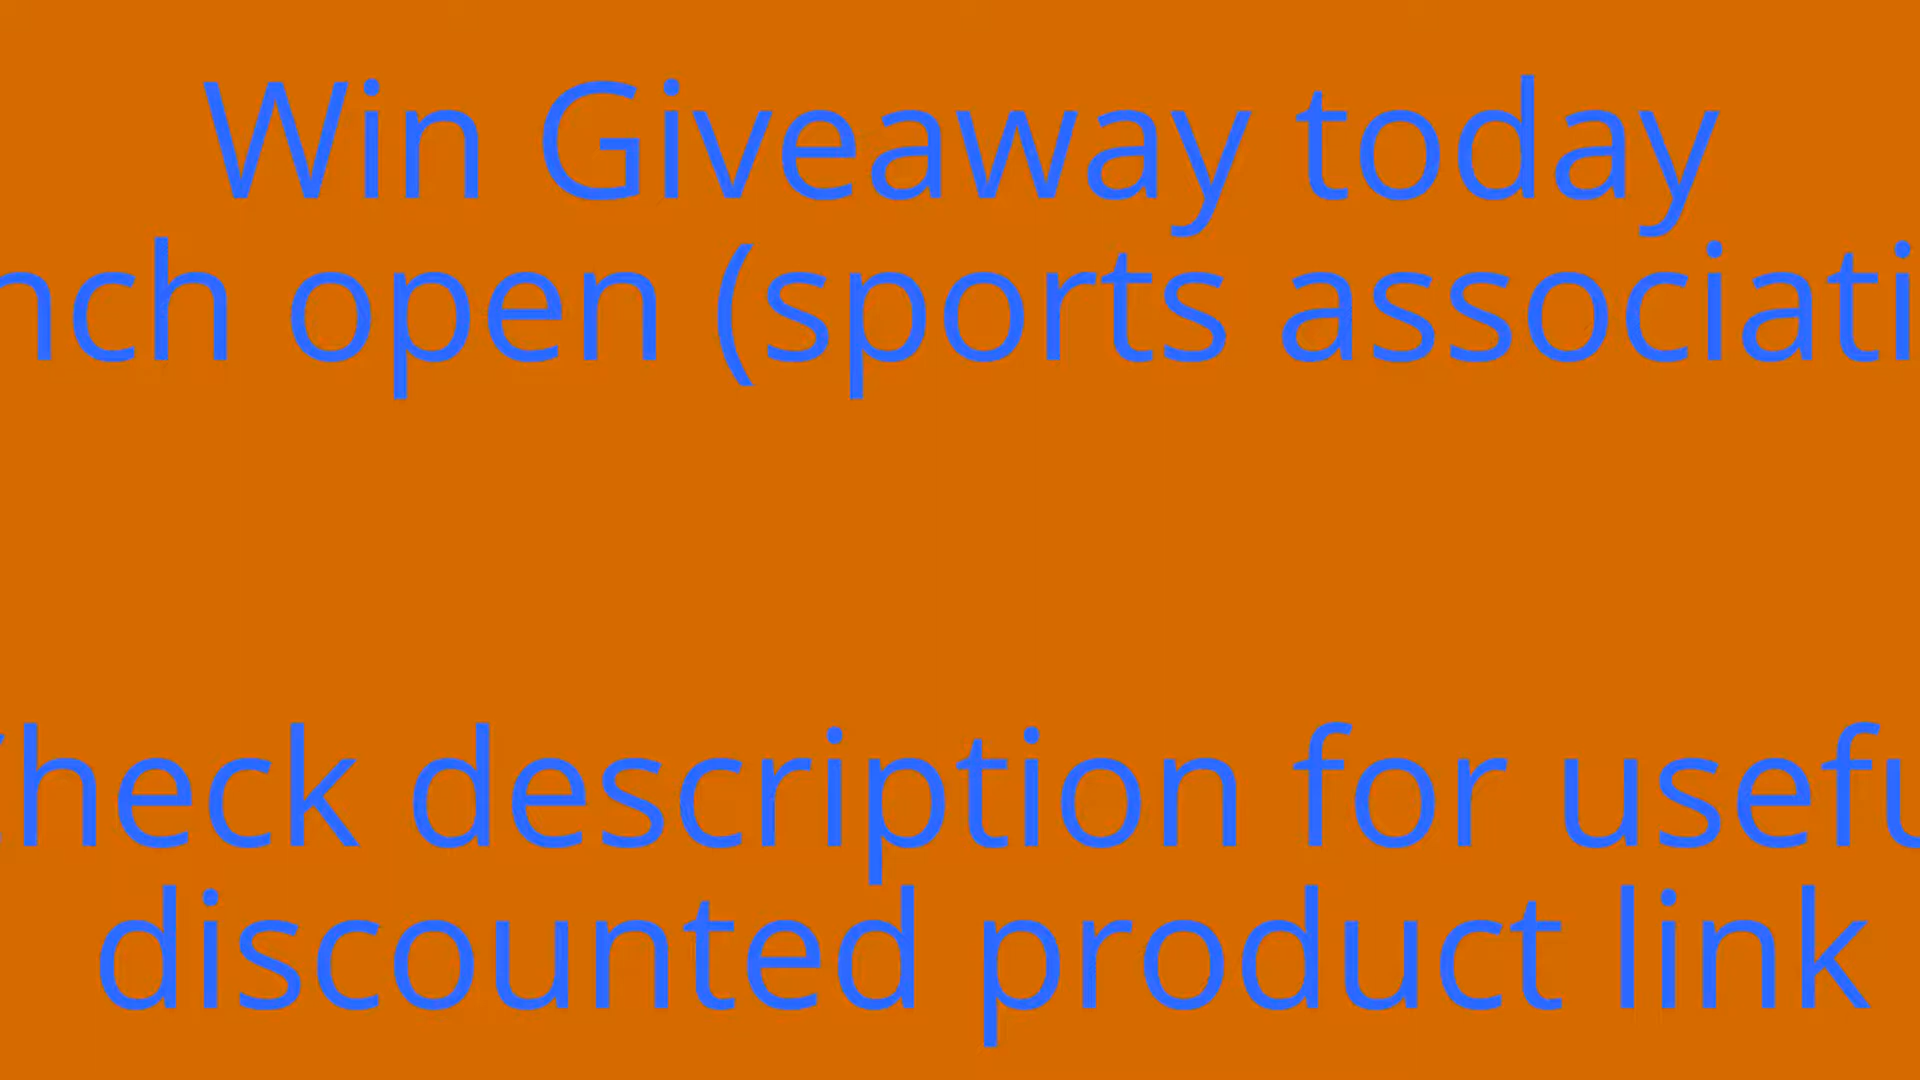 Win Giveaway today
nch open (sports associati
heck description for usefu
discounted product link